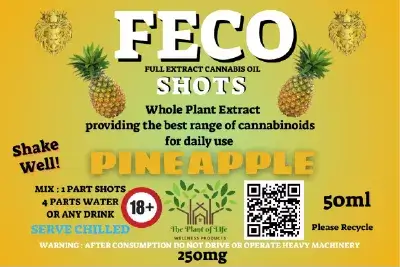 FECO
FULL EXTRACT CANNABIS OIL
SHOTS
Whole Plant Extract
providing the best range of cannabinoids
for daily use
Shake
Well!
PINEAPPLE
MIX : 1 PART SHOTS
4 PARTS WATER
OR ANY DRINK
SERVE CHILLED
18+
The Plant of Life
WELLNESS PRODUCTS
50ml
Please Recycle
WARNING : AFTER CONSUMPTION DO NOT DRIVE OR OPERATE HEAVY MACHINERY
250mg